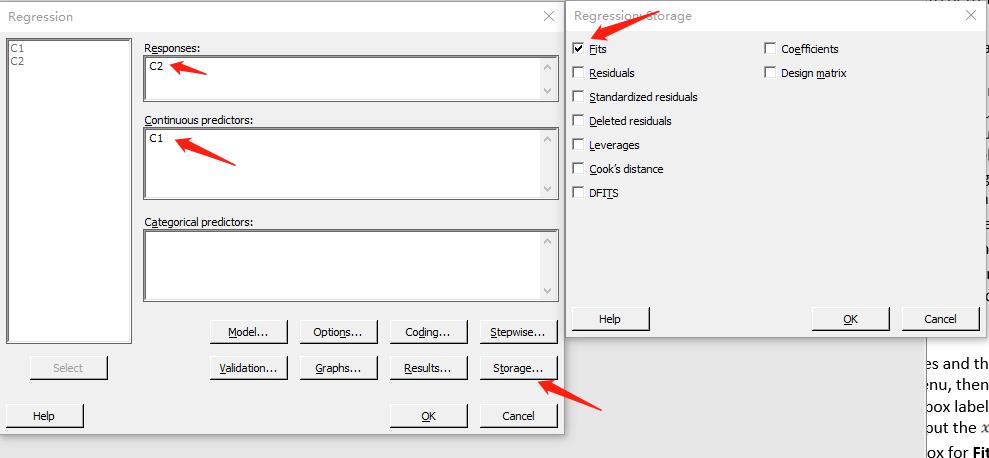 Regression
C1
C2
Responses:
C2
Continuous predictors:
C1
Categorical predictors:
Model...
Options...
Coding...
Stepwise...
Select
Validation...
Graphs...
Results...
Storage...
Help
OK
Cancel
Regression: Storage
Fits
Coefficients
Residuals
Design matrix
Standardized residuals
Deleted residuals
Leverages
Cook's distance
DFITS
Help
OK
Cancel
es and th
enu, then
box label
put the x
ox for Fit